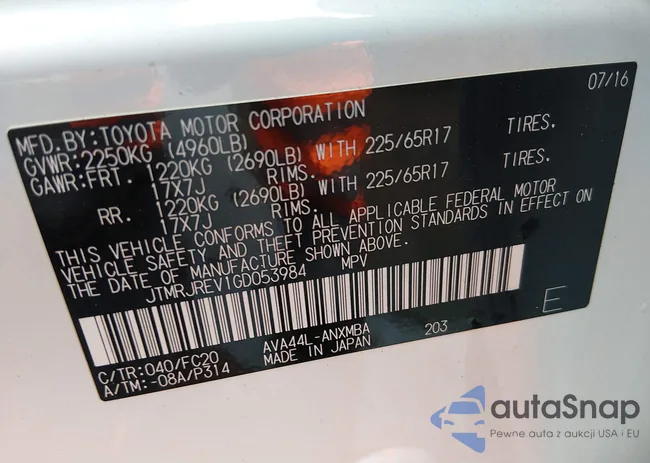 07/16
MFD.BY:TOYOTA MOTOR CORPORATION
GVWR:2250KG (4960LB)
GAWR:FRT. 1220KG (2690LB) WITH 225/65R17 TIRES.
17X7J RIMS.
RR. 1220KG (2690LB) WITH 225/65R17 TIRES.
17X7J RIMS.
THIS VEHICLE CONFORMS TO ALL APPLICABLE FEDERAL MOTOR
VEHICLE SAFETY AND THEFT PREVENTION STANDARDS IN EFFECT ON
THE DATE OF MANUFACTURE SHOWN ABOVE.
JTMRJREV1GD053984 MPV
E
C/TR:040/FC20 AVA44L-ANXMBA 203
A/TM:-08A/P314 MADE IN JAPAN
autaSnap
Pewne auta z aukcji USA i EU